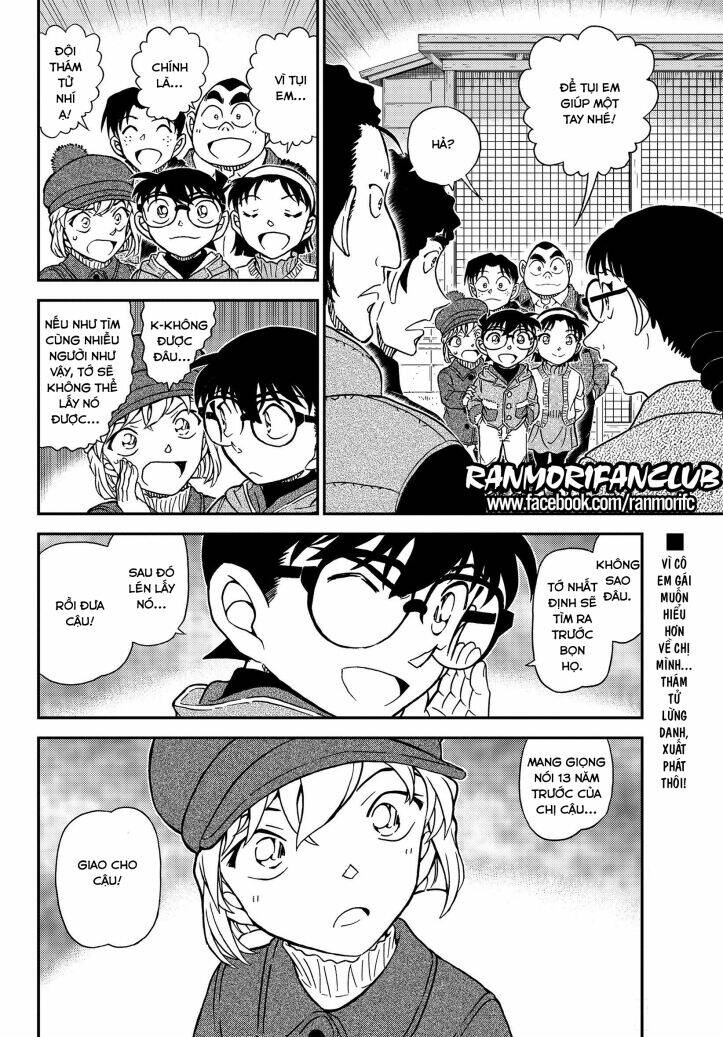 ĐỂ TỤI EM
GIÚP MỘT
TAY NHÉ!
HẢ?
VÌ TỤI
EM...
CHÍNH
LÀ...
ĐỘI
THÁM
TỬ
NHÍ
Ạ!
K-KHÔNG
ĐƯỢC
ĐÂU...
NẾU NHƯ TÌM
CÙNG NHIỀU
NGƯỜI NHƯ
VẬY, TỚ SẼ
KHÔNG THỂ
LẤY NÓ
ĐƯỢC...
RANMORIFANCLUB
www.facebook.com/ranmorifc
KHÔNG
SAO
ĐÂU.
TỚ NHẤT
ĐỊNH SẼ
TÌM RA
TRƯỚC
BỌN
HỌ.
SAU ĐÓ
LÉN LẤY
NÓ...
RỒI ĐƯA
CẬU!
VÌ CÔ
EM GÁI
MUỐN
HIỂU
HƠN
VỀ CHỊ
MÌNH...
THÁM
TỬ
LỪNG
DANH,
XUẤT
PHÁT
THÔI!
MANG GIỌNG
NÓI 13 NĂM
TRƯỚC CỦA
CHỊ CẬU...
GIAO CHO
CẬU!